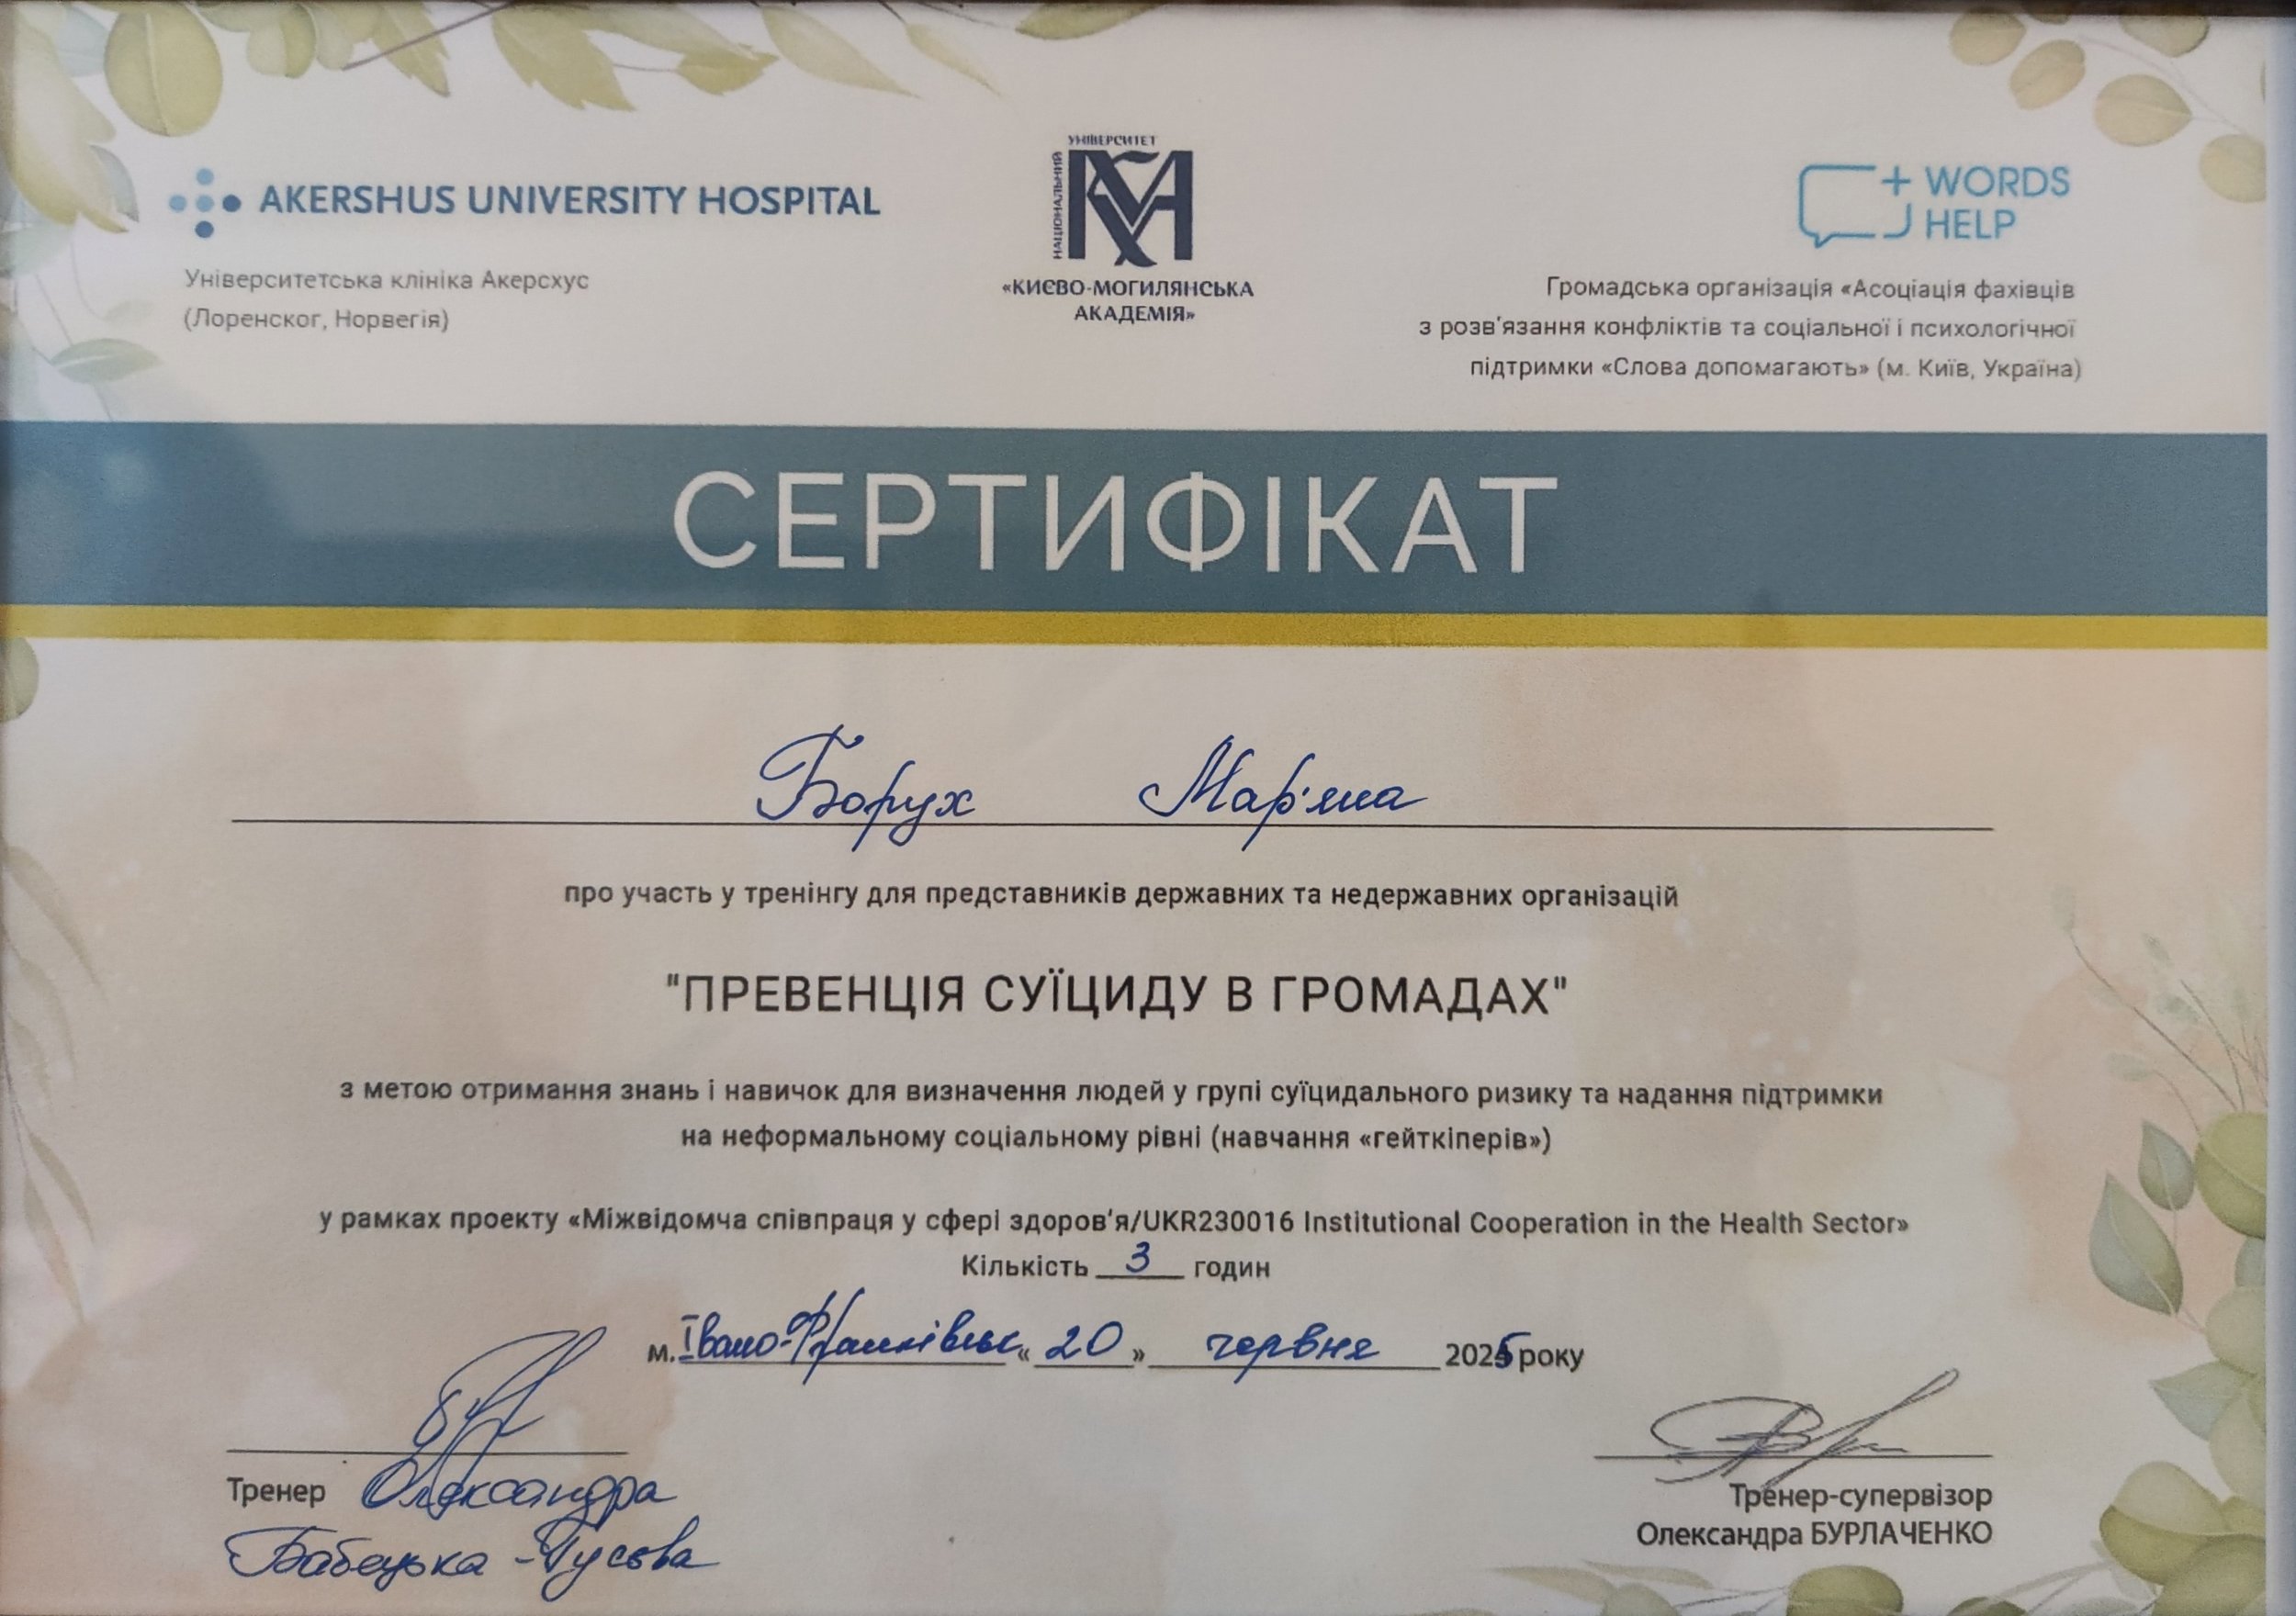 AKERSHUS UNIVERSITY HOSPITAL
Університетська клініка Акерсхус
(Лоренског, Норвегія)
НАЦІОНАЛЬНИЙ
УНІВЕРСИТЕТ
«КИЄВО-МОГИЛЯНСЬКА
АКАДЕМІЯ»
+ WORDS
HELP
Громадська організація «Асоціація фахівців
з розв'язання конфліктів та соціальної і психологічної
підтримки «Слова допомагають» (м. Київ, Україна)
СЕРТИФІКАТ
Борух Мар'яна
про участь у тренінгу для представників державних та недержавних організацій
"ПРЕВЕНЦІЯ СУЇЦИДУ В ГРОМАДАХ"
з метою отримання знань і навичок для визначення людей у групі суїцидального ризику та надання підтримки
на неформальному соціальному рівні (навчання «гейткіперів»)
у рамках проекту «Міжвідомча співпраця у сфері здоров'я/UKR230016 Institutional Cooperation in the Health Sector»
Кількість 3 годин
м. Івано-Франківськ «20» червня 2025 року
Тренер Олександра
Бабецька-Гусєва
Тренер-супервізор
Олександра БУРЛАЧЕНКО